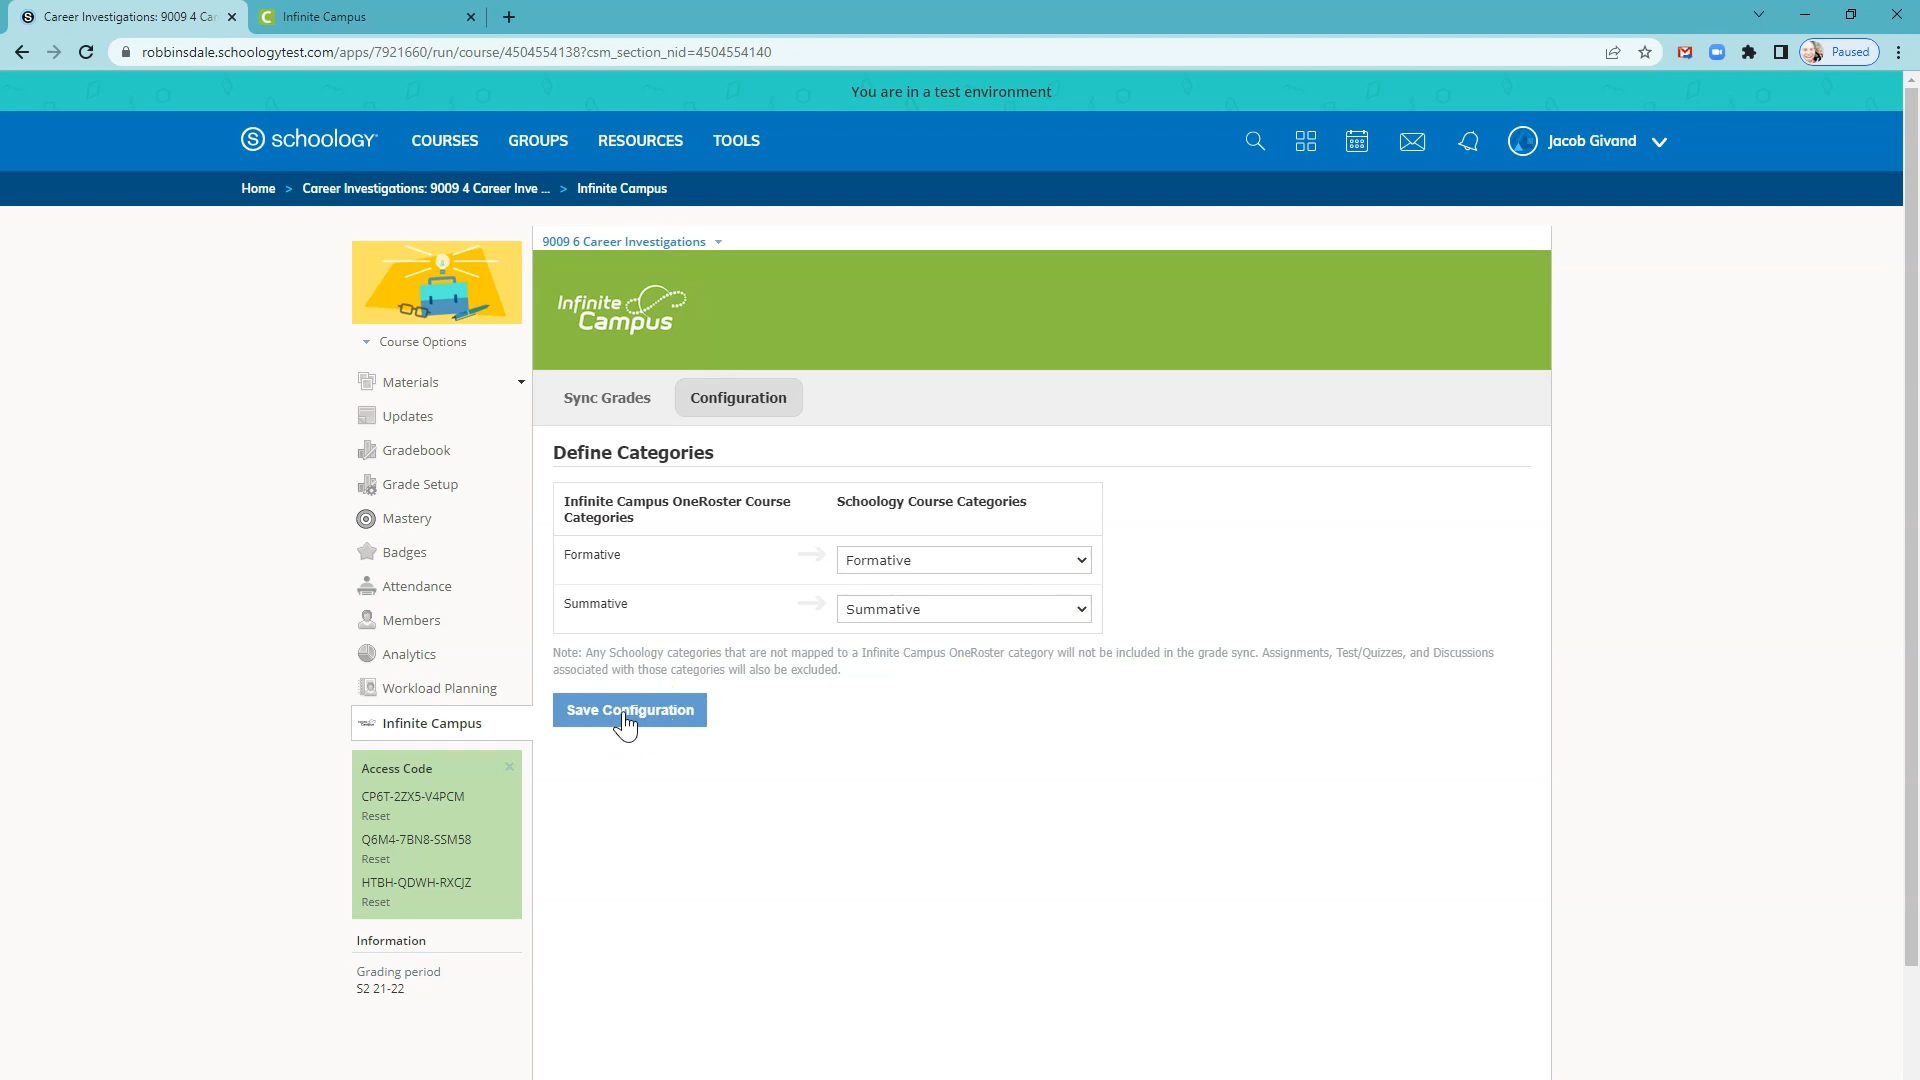 Career Investigations: 9009 4 Car
Infinite Campus
robbinsdale.schoologytest.com/apps/7921660/run/course/4504554138?csm_section_nid=4504554140
Paused
You are in a test environment
S schoology
COURSES
GROUPS
RESOURCES
TOOLS
Jacob Givand
Home > Career Investigations: 9009 4 Career Inve ... > Infinite Campus
9009 6 Career Investigations
Infinite
Campus
Course Options
Materials
Updates
Gradebook
Grade Setup
Mastery
Badges
Attendance
Members
Analytics
Workload Planning
Infinite Campus
Access Code
CP6T-2ZX5-V4PCM
Reset
Q6M4-7BN8-SSM58
Reset
HTBH-QDWH-RXCJZ
Reset
Information
Grading period
S2 21-22
Sync Grades
Configuration
Define Categories
Infinite Campus OneRoster Course
Categories
Schoology Course Categories
Formative
Formative
Summative
Summative
Note: Any Schoology categories that are not mapped to a Infinite Campus OneRoster category will not be included in the grade sync. Assignments, Test/Quizzes, and Discussions
associated with those categories will also be excluded.
Save Configuration